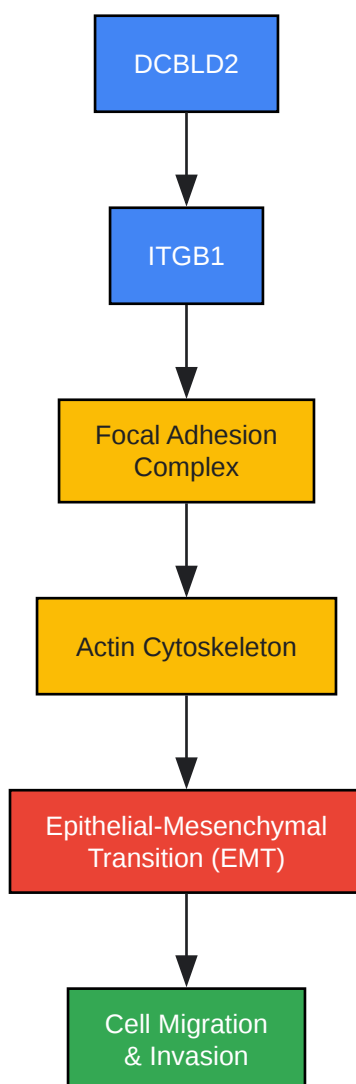 DCBLD2
ITGB1
Focal Adhesion
Complex
Actin Cytoskeleton
Epithelial-Mesenchymal
Transition (EMT)
Cell Migration
& Invasion